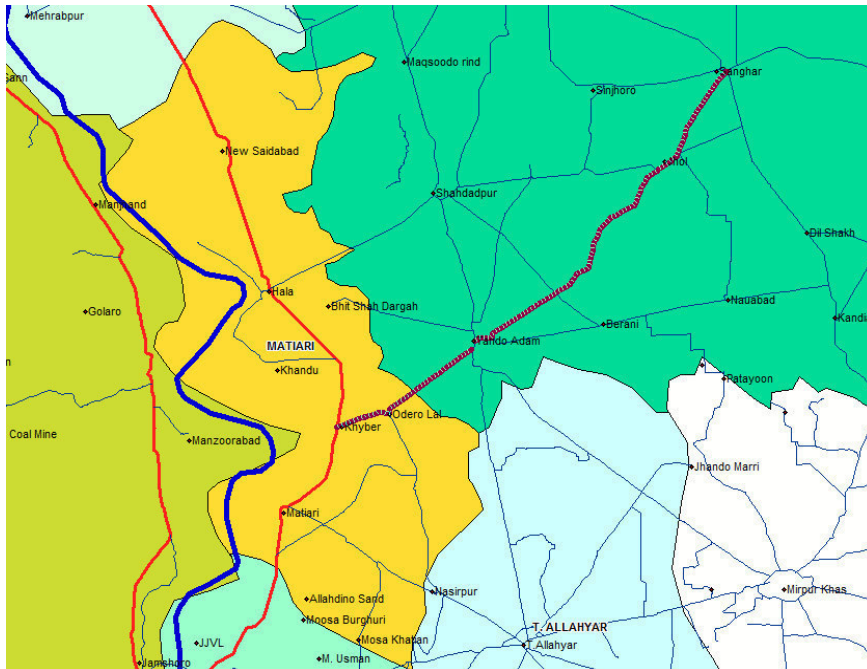 Mehrabpur
Maqsoodo rind
Sanghar
Sinjhoro
New Saidabad
Shahdadpur
Manjhand
Dil Shakh
Hala
Bhit Shah Dargah
Nauabad
Golaro
Kandi
Berani
Tando Adam
MATIARI
Khandu
Patayoon
Odero Lal
Khyber
Coal Mine
Manzoorabad
Jhando Marri
Matiari
Nasirpur
Mirpur Khas
Allahdino Sand
Moosa Burghuri
T. ALLAHYAR
Mosa Khatian
JJVL
T.Allahyar
M. Usman
Jamshoro